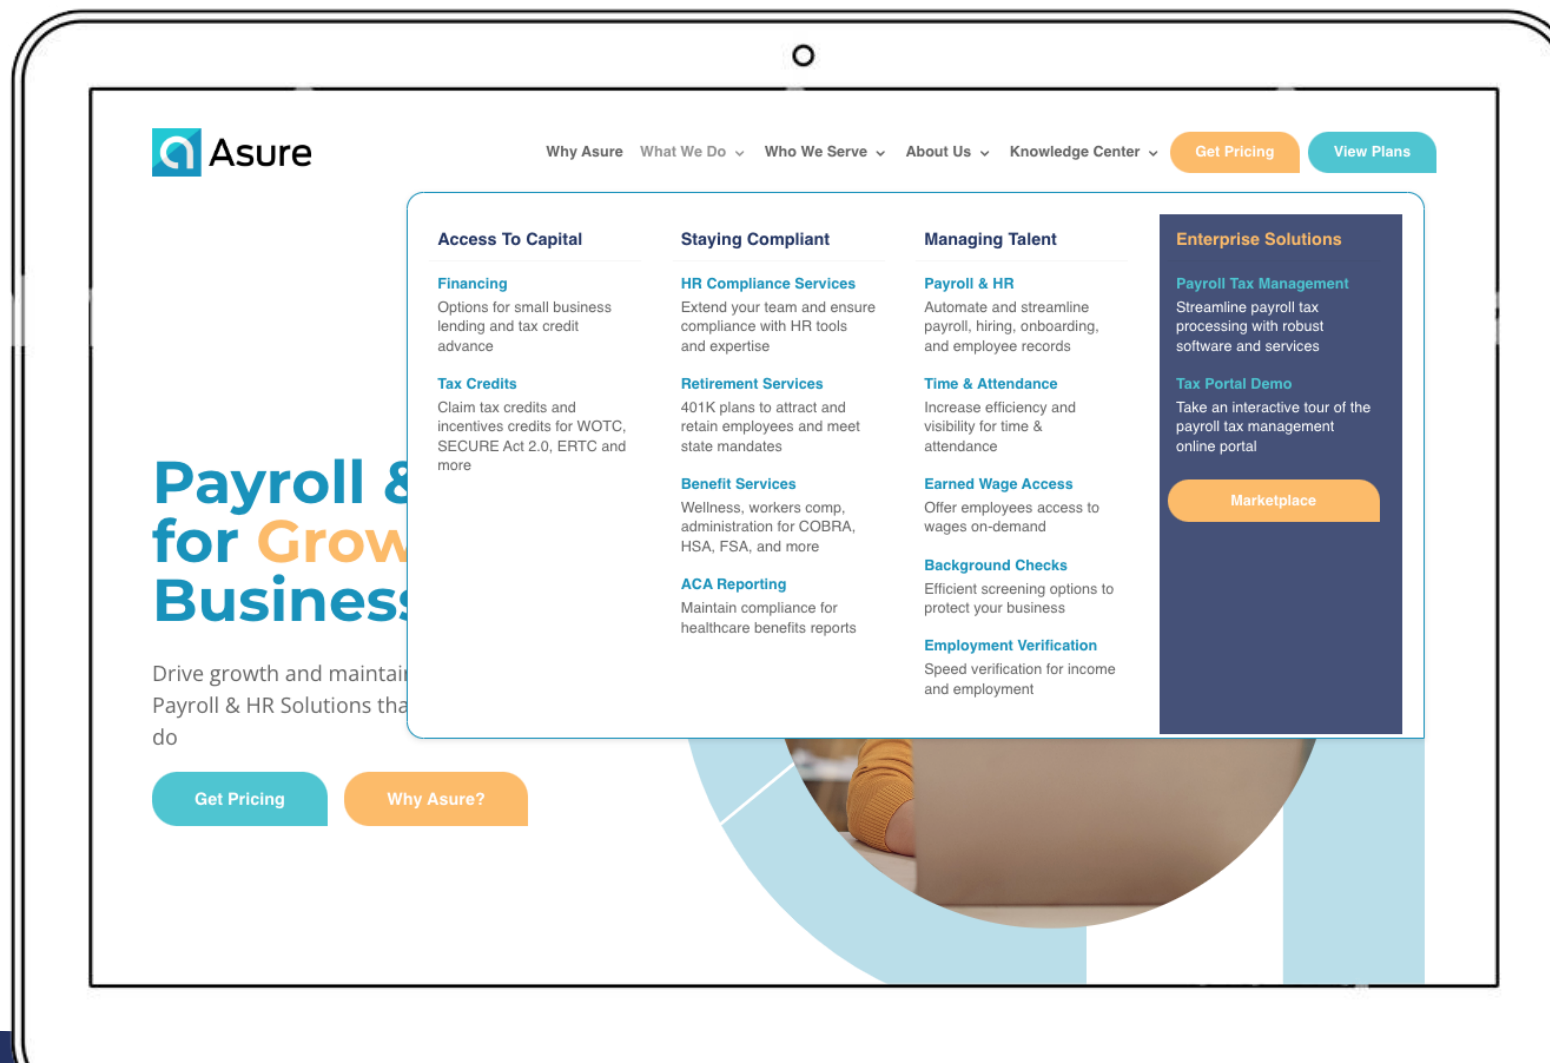 Asure
Why Asure
What We Do
Who We Serve
About Us
Knowledge Center
Get Pricing
View Plans
Access To Capital
Financing
Options for small business
lending and tax credit
advance
Tax Credits
Claim tax credits and
incentives credits for WOTC,
SECURE Act 2.0, ERTC and
more
Staying Compliant
HR Compliance Services
Extend your team and ensure
compliance with HR tools
and expertise
Retirement Services
401K plans to attract and
retain employees and meet
state mandates
Benefit Services
Wellness, workers comp,
administration for COBRA,
HSA, FSA, and more
ACA Reporting
Maintain compliance for
healthcare benefits reports
Managing Talent
Payroll & HR
Automate and streamline
payroll, hiring, onboarding,
and employee records
Time & Attendance
Increase efficiency and
visibility for time &
attendance
Earned Wage Access
Offer employees access to
wages on-demand
Background Checks
Efficient screening options to
protect your business
Employment Verification
Speed verification for income
and employment
Enterprise Solutions
Payroll Tax Management
Streamline payroll tax
processing with robust
software and services
Tax Portal Demo
Take an interactive tour of the
payroll tax management
online portal
Marketplace
Payroll &
for Grow
Business
Drive growth and maintai
Payroll & HR Solutions tha
do
Get Pricing
Why Asure?